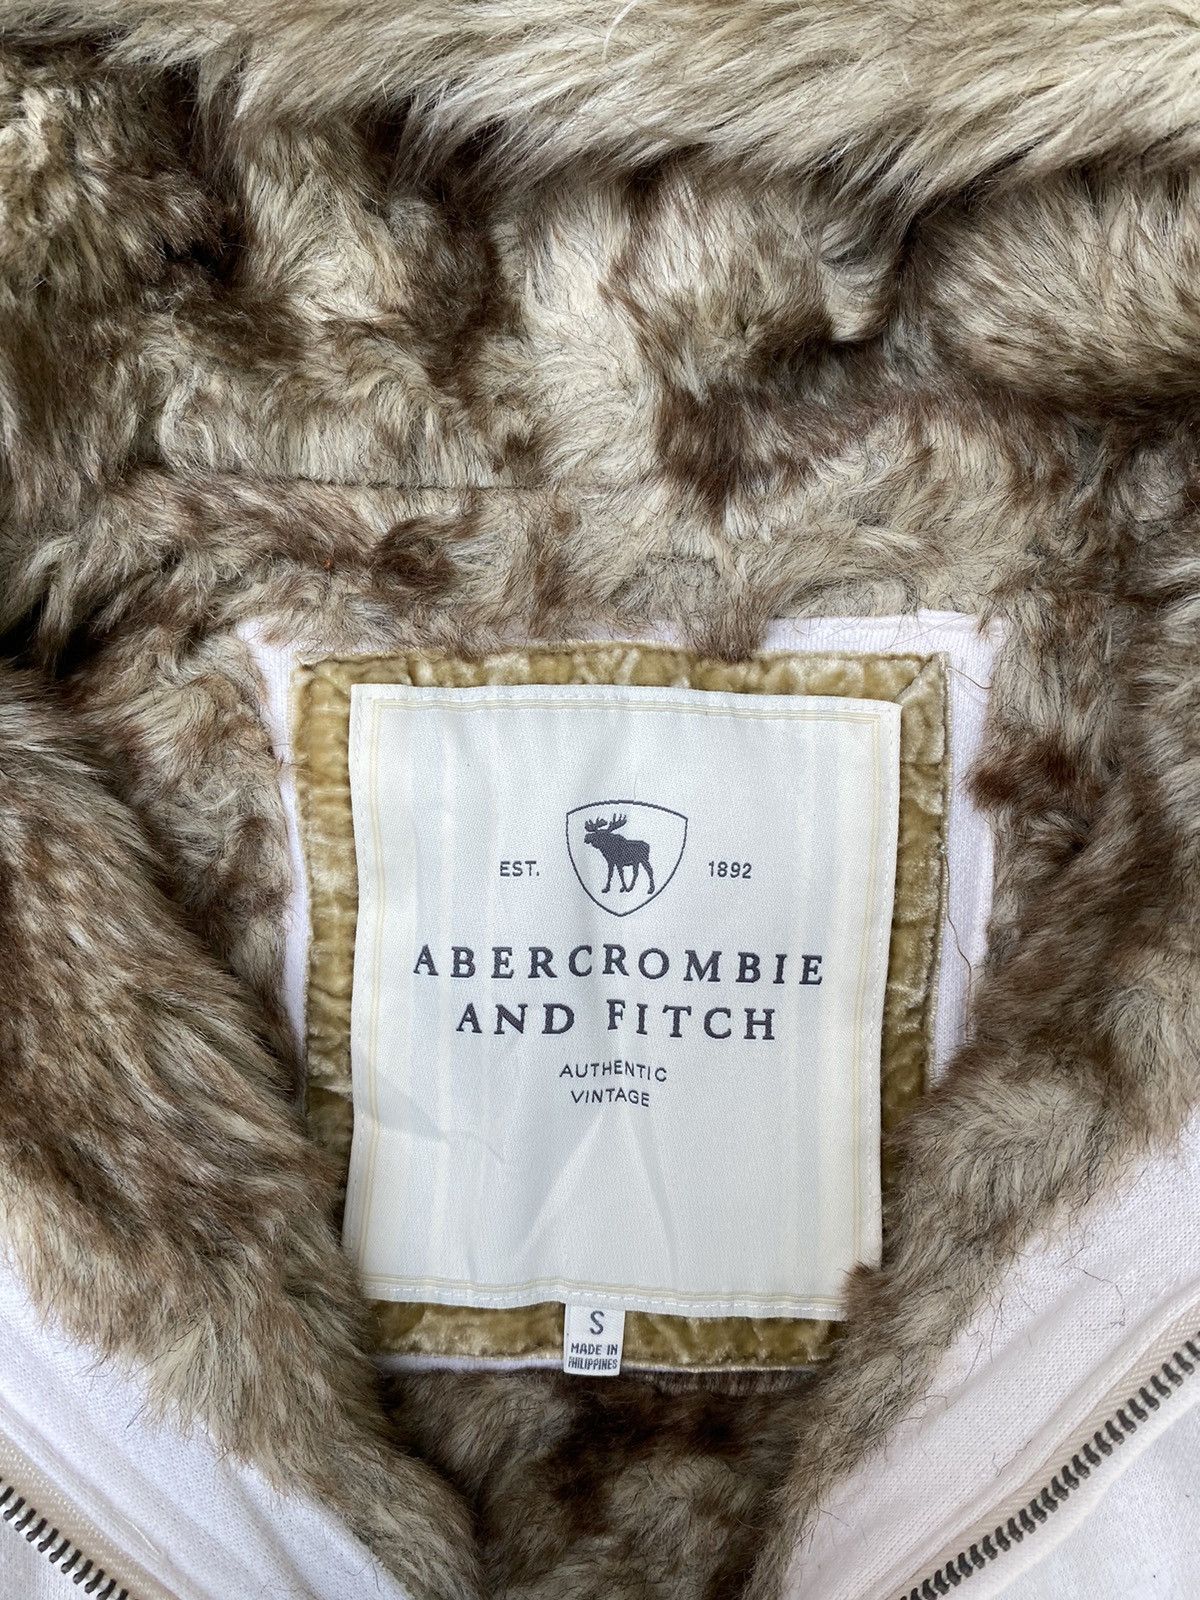 EST. 1892
ABERCROMBIE
AND FITCH
AUTHENTIC
VINTAGE
S
MADE IN
PHILIPPINES